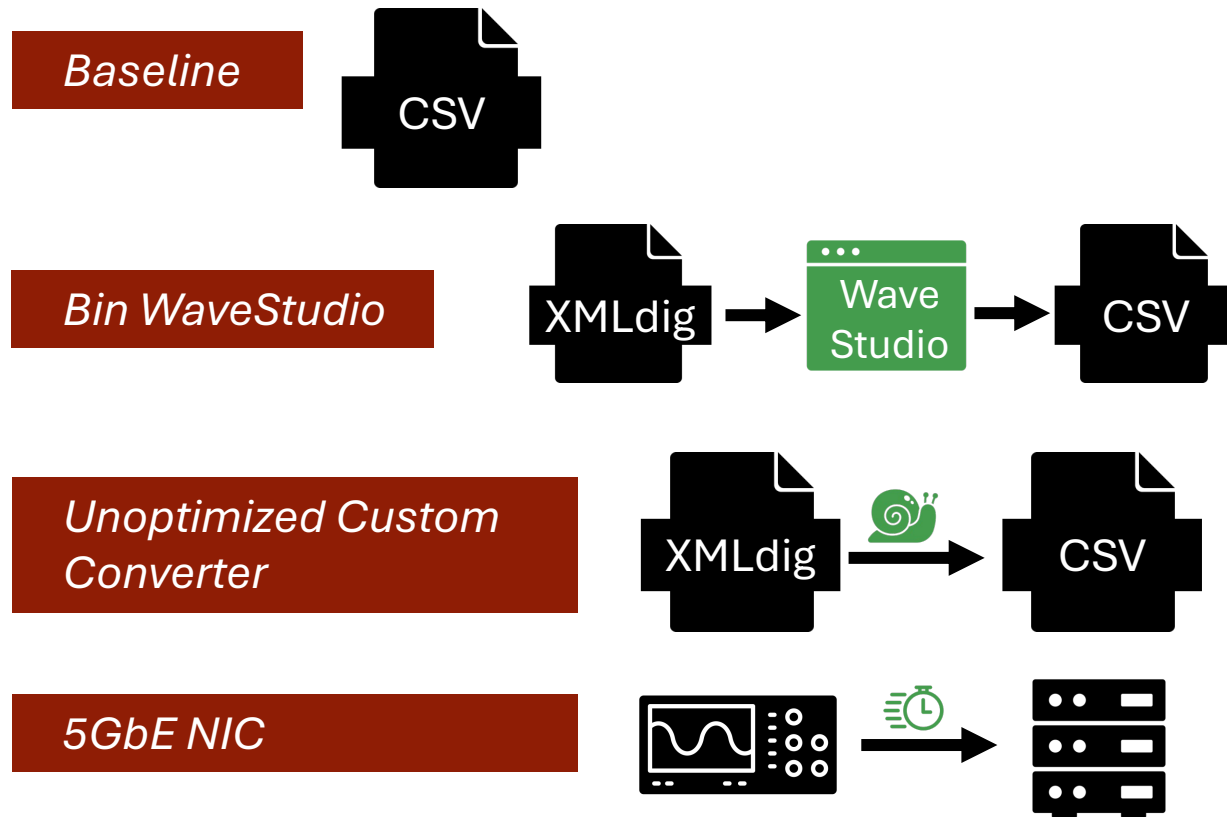 Baseline
CSV
Bin WaveStudio
XMLdig
Wave
Studio
CSV
Unoptimized Custom
Converter
XMLdig
CSV
5GbE NIC